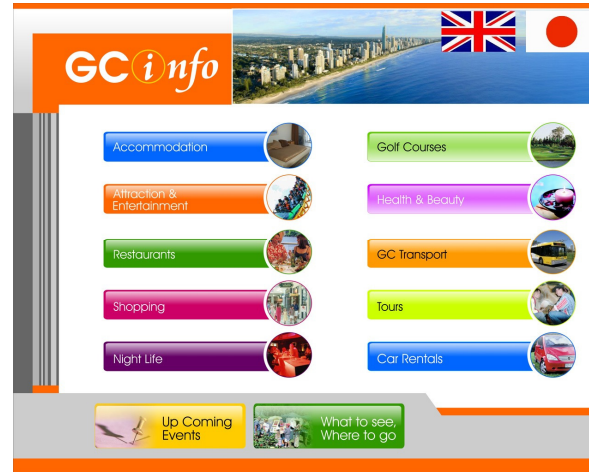 GCinfo
Accommodation
Attraction &
Entertainment
Restaurants
Shopping
Night Life
Golf Courses
Health & Beauty
GC Transport
Tours
Car Rentals
Up Coming
Events
What to see,
Where to go